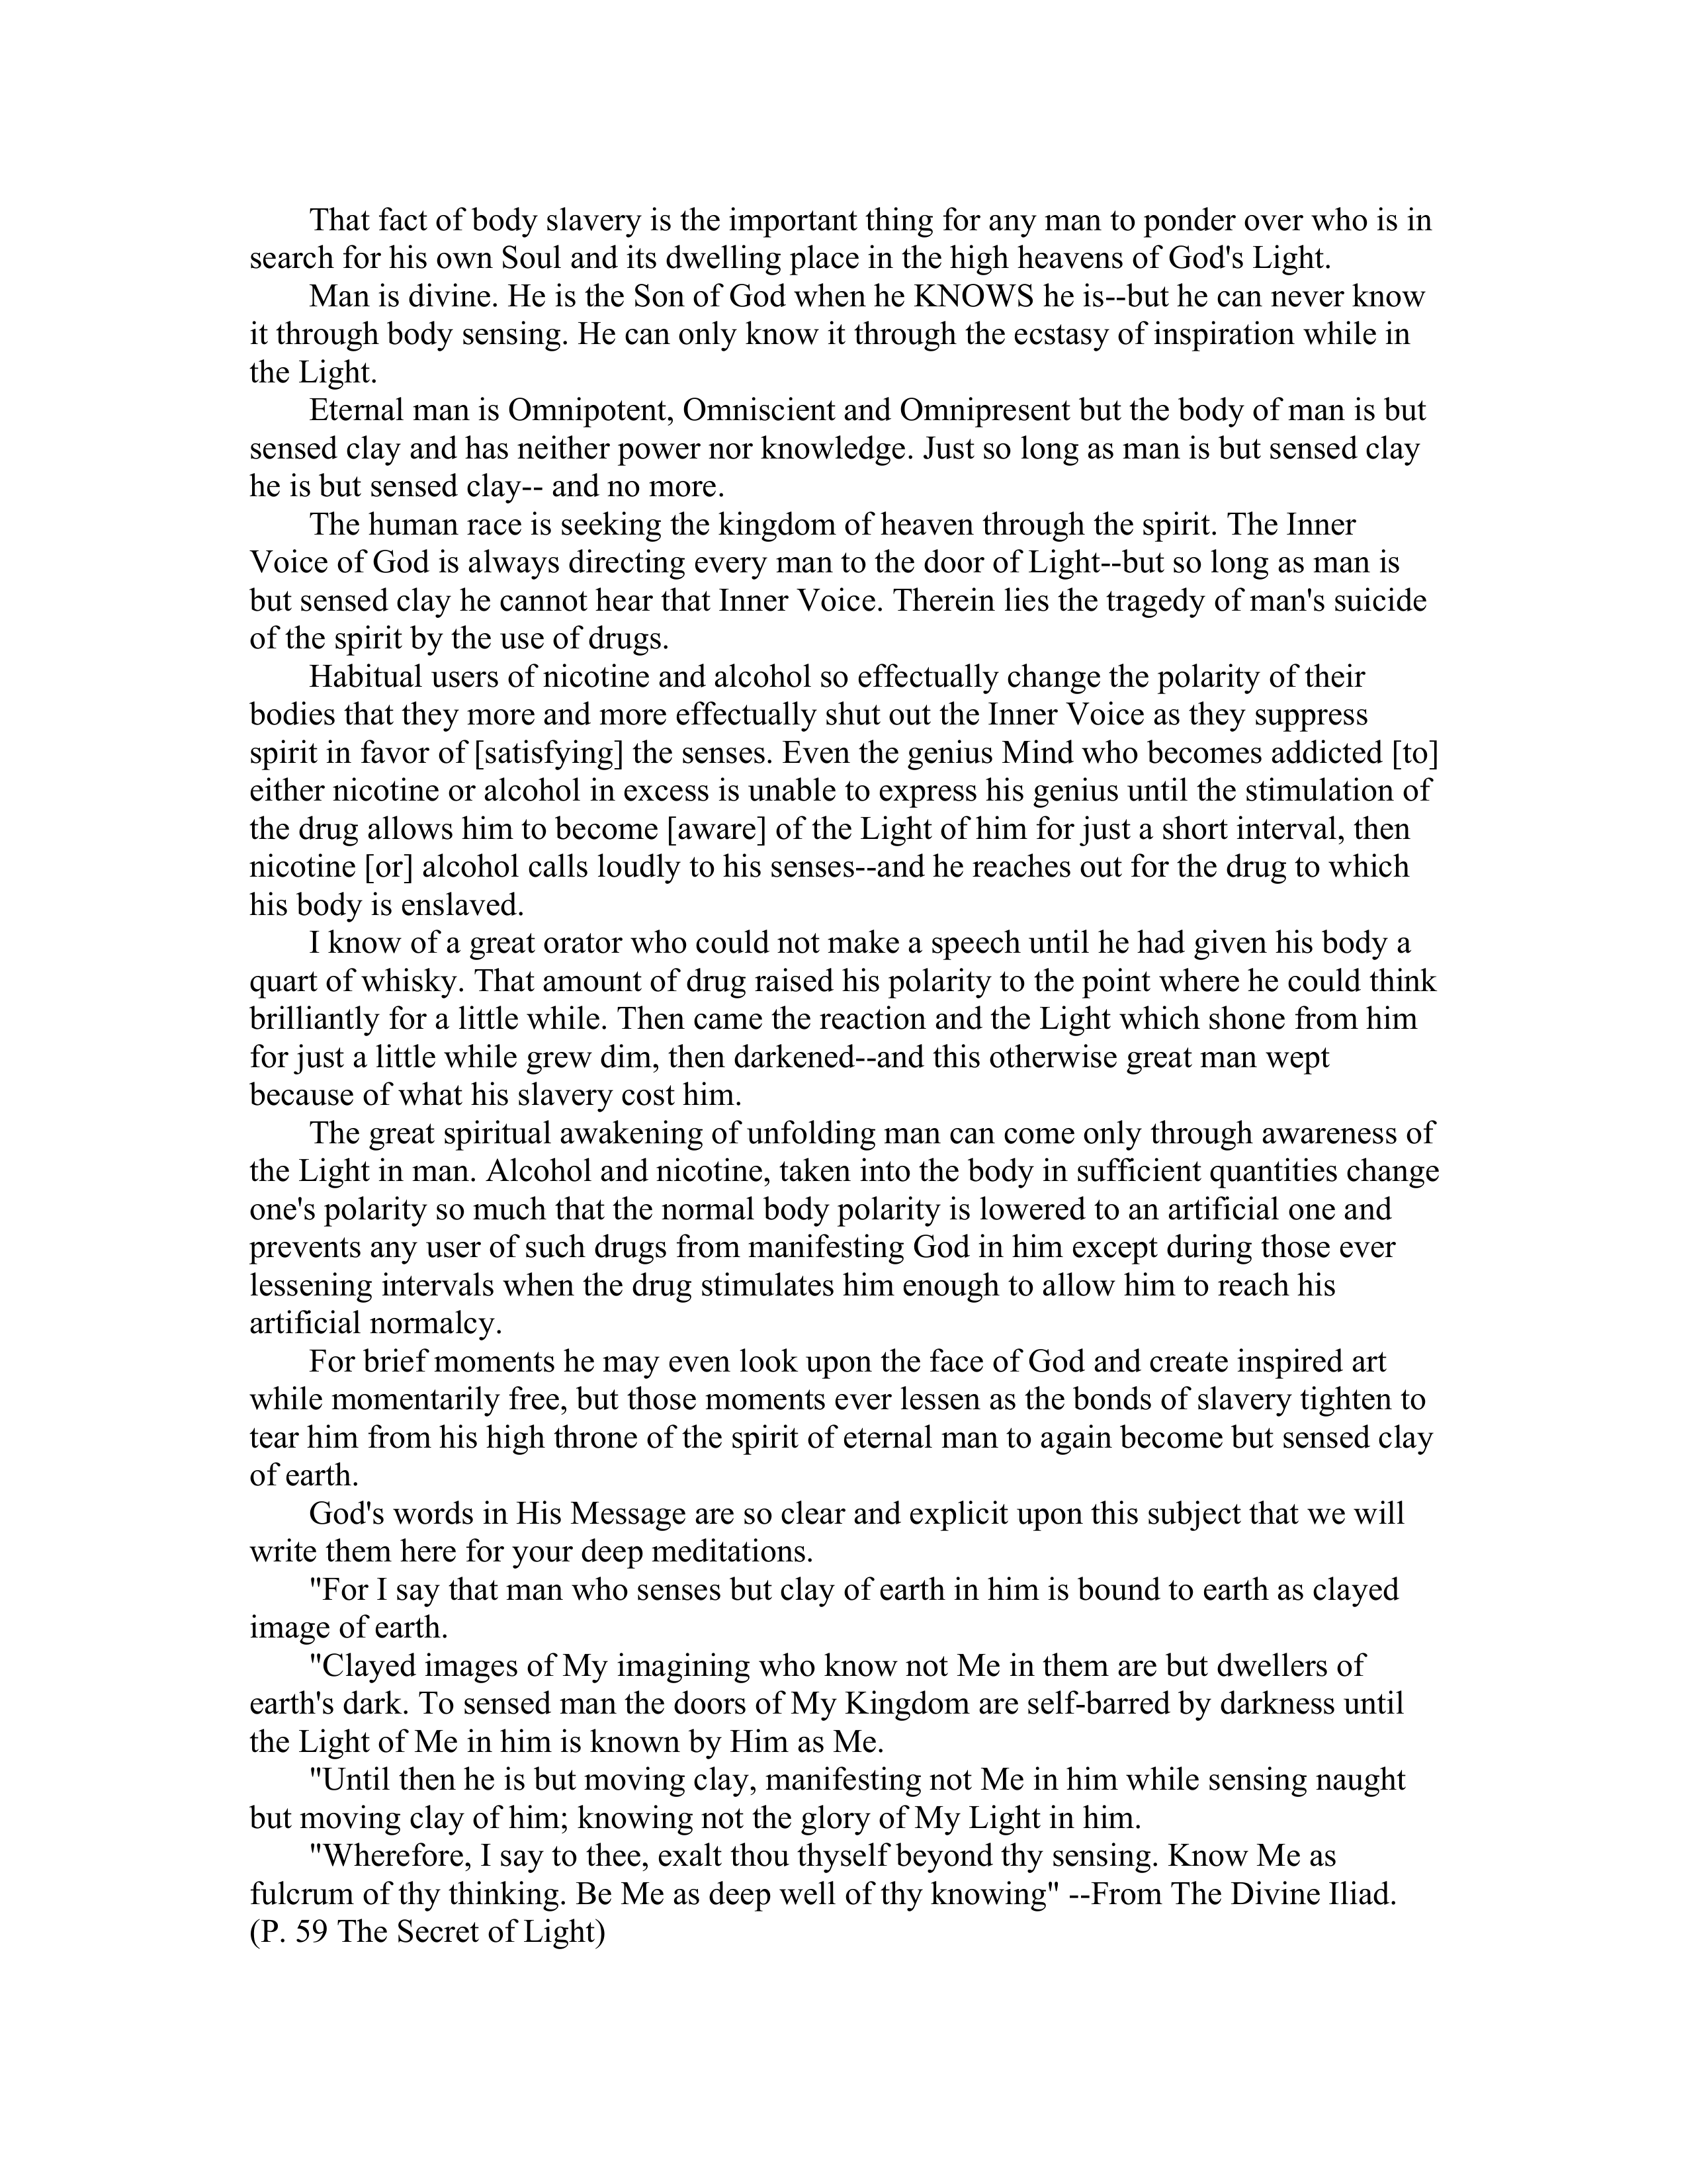 That fact of body slavery is the important thing for any man to ponder over who is in
search for his own Soul and its dwelling place in the high heavens of God's Light.
Man is divine. He is the Son of God when he KNOWS he is--but he can never know
it through body sensing. He can only know it through the ecstasy of inspiration while in
the Light.
Eternal man is Omnipotent, Omniscient and Omnipresent but the body of man is but
sensed clay and has neither power nor knowledge. Just so long as man is but sensed clay
he is but sensed clay-- and no more.
The human race is seeking the kingdom of heaven through the spirit. The Inner
Voice of God is always directing every man to the door of Light--but so long as man is
but sensed clay he cannot hear that Inner Voice. Therein lies the tragedy of man's suicide
of the spirit by the use of drugs.
Habitual users of nicotine and alcohol so effectually change the polarity of their
bodies that they more and more effectually shut out the Inner Voice as they suppress
spirit in favor of [satisfying] the senses. Even the genius Mind who becomes addicted [to]
either nicotine or alcohol in excess is unable to express his genius until the stimulation of
the drug allows him to become [aware] of the Light of him for just a short interval, then
nicotine [or] alcohol calls loudly to his senses--and he reaches out for the drug to which
his body is enslaved.
I know of a great orator who could not make a speech until he had given his body a
quart of whisky. That amount of drug raised his polarity to the point where he could think
brilliantly for a little while. Then came the reaction and the Light which shone from him
for just a little while grew dim, then darkened--and this otherwise great man wept
because of what his slavery cost him.
The great spiritual awakening of unfolding man can come only through awareness of
the Light in man. Alcohol and nicotine, taken into the body in sufficient quantities change
one's polarity so much that the normal body polarity is lowered to an artificial one and
prevents any user of such drugs from manifesting God in him except during those ever
lessening intervals when the drug stimulates him enough to allow him to reach his
artificial normalcy.
For brief moments he may even look upon the face of God and create inspired art
while momentarily free, but those moments ever lessen as the bonds of slavery tighten to
tear him from his high throne of the spirit of eternal man to again become but sensed clay
of earth.
God's words in His Message are so clear and explicit upon this subject that we will
write them here for your deep meditations.
"For I say that man who senses but clay of earth in him is bound to earth as clayed
image of earth.
"Clayed images of My imagining who know not Me in them are but dwellers of
earth's dark. To sensed man the doors of My Kingdom are self-barred by darkness until
the Light of Me in him is known by Him as Me.
"Until then he is but moving clay, manifesting not Me in him while sensing naught
but moving clay of him; knowing not the glory of My Light in him.
"Wherefore, I say to thee, exalt thou thyself beyond thy sensing. Know Me as
fulcrum of thy thinking. Be Me as deep well of thy knowing" --From The Divine Iliad.
(P. 59 The Secret of Light)